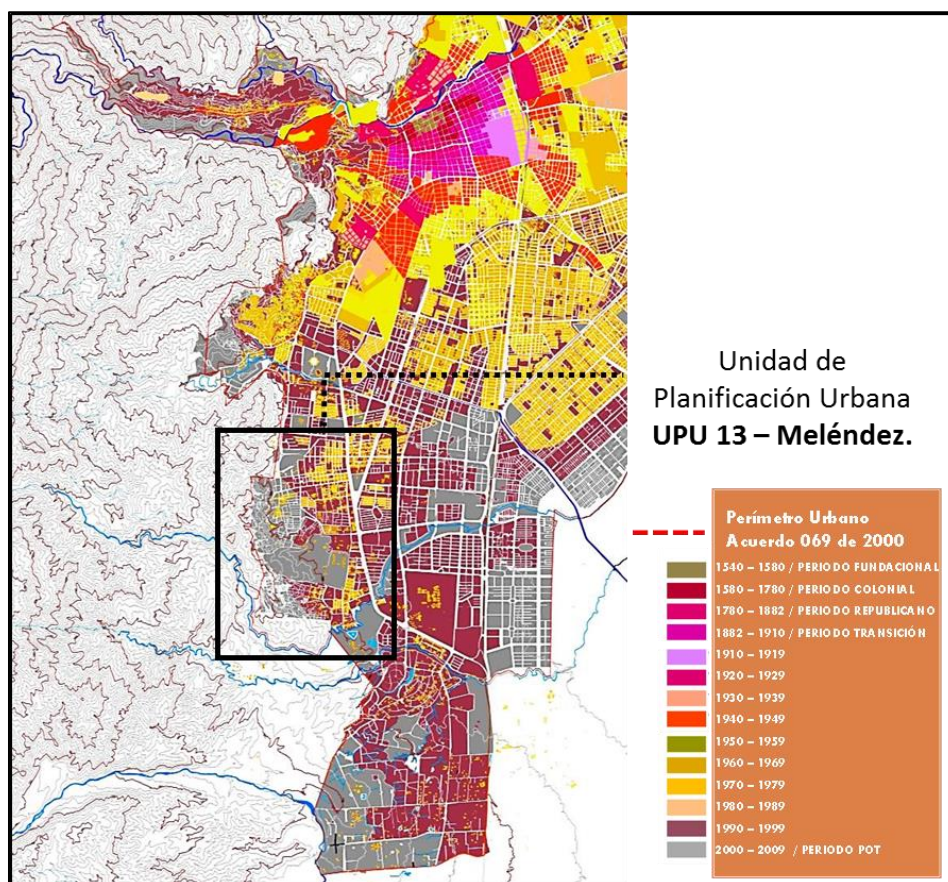 Unidad de
Planificación Urbana
UPU 13 – Meléndez.
Perímetro Urbano
Acuerdo 069 de 2000
1540 – 1580 / PERIODO FUNDACIONAL
1580 – 1780 / PERIODO COLONIAL
1780 – 1882 / PERIODO REPUBLICANO
1882 – 1910 / PERIODO TRANSICIÓN
1910 – 1919
1920 – 1929
1930 – 1939
1940 – 1949
1950 – 1959
1960 – 1969
1970 – 1979
1980 – 1989
1990 – 1999
2000 – 2009 / PERIODO POT